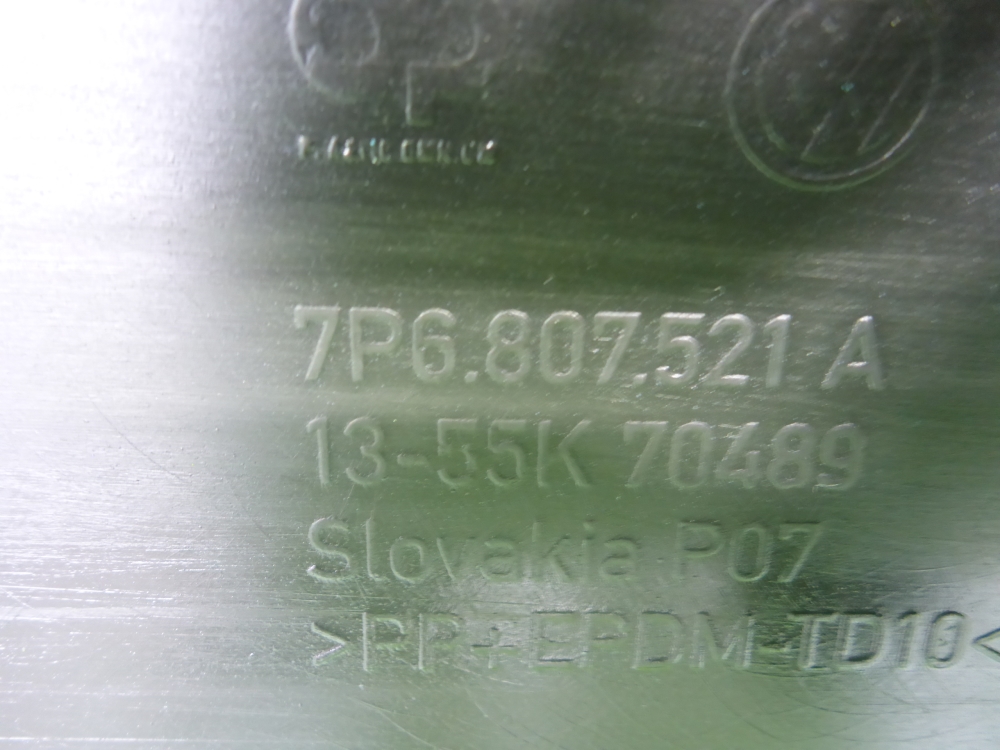 7P6.807.521 A
13-55K 70489
Slovakia P07
>PP+EPDM-TD10<